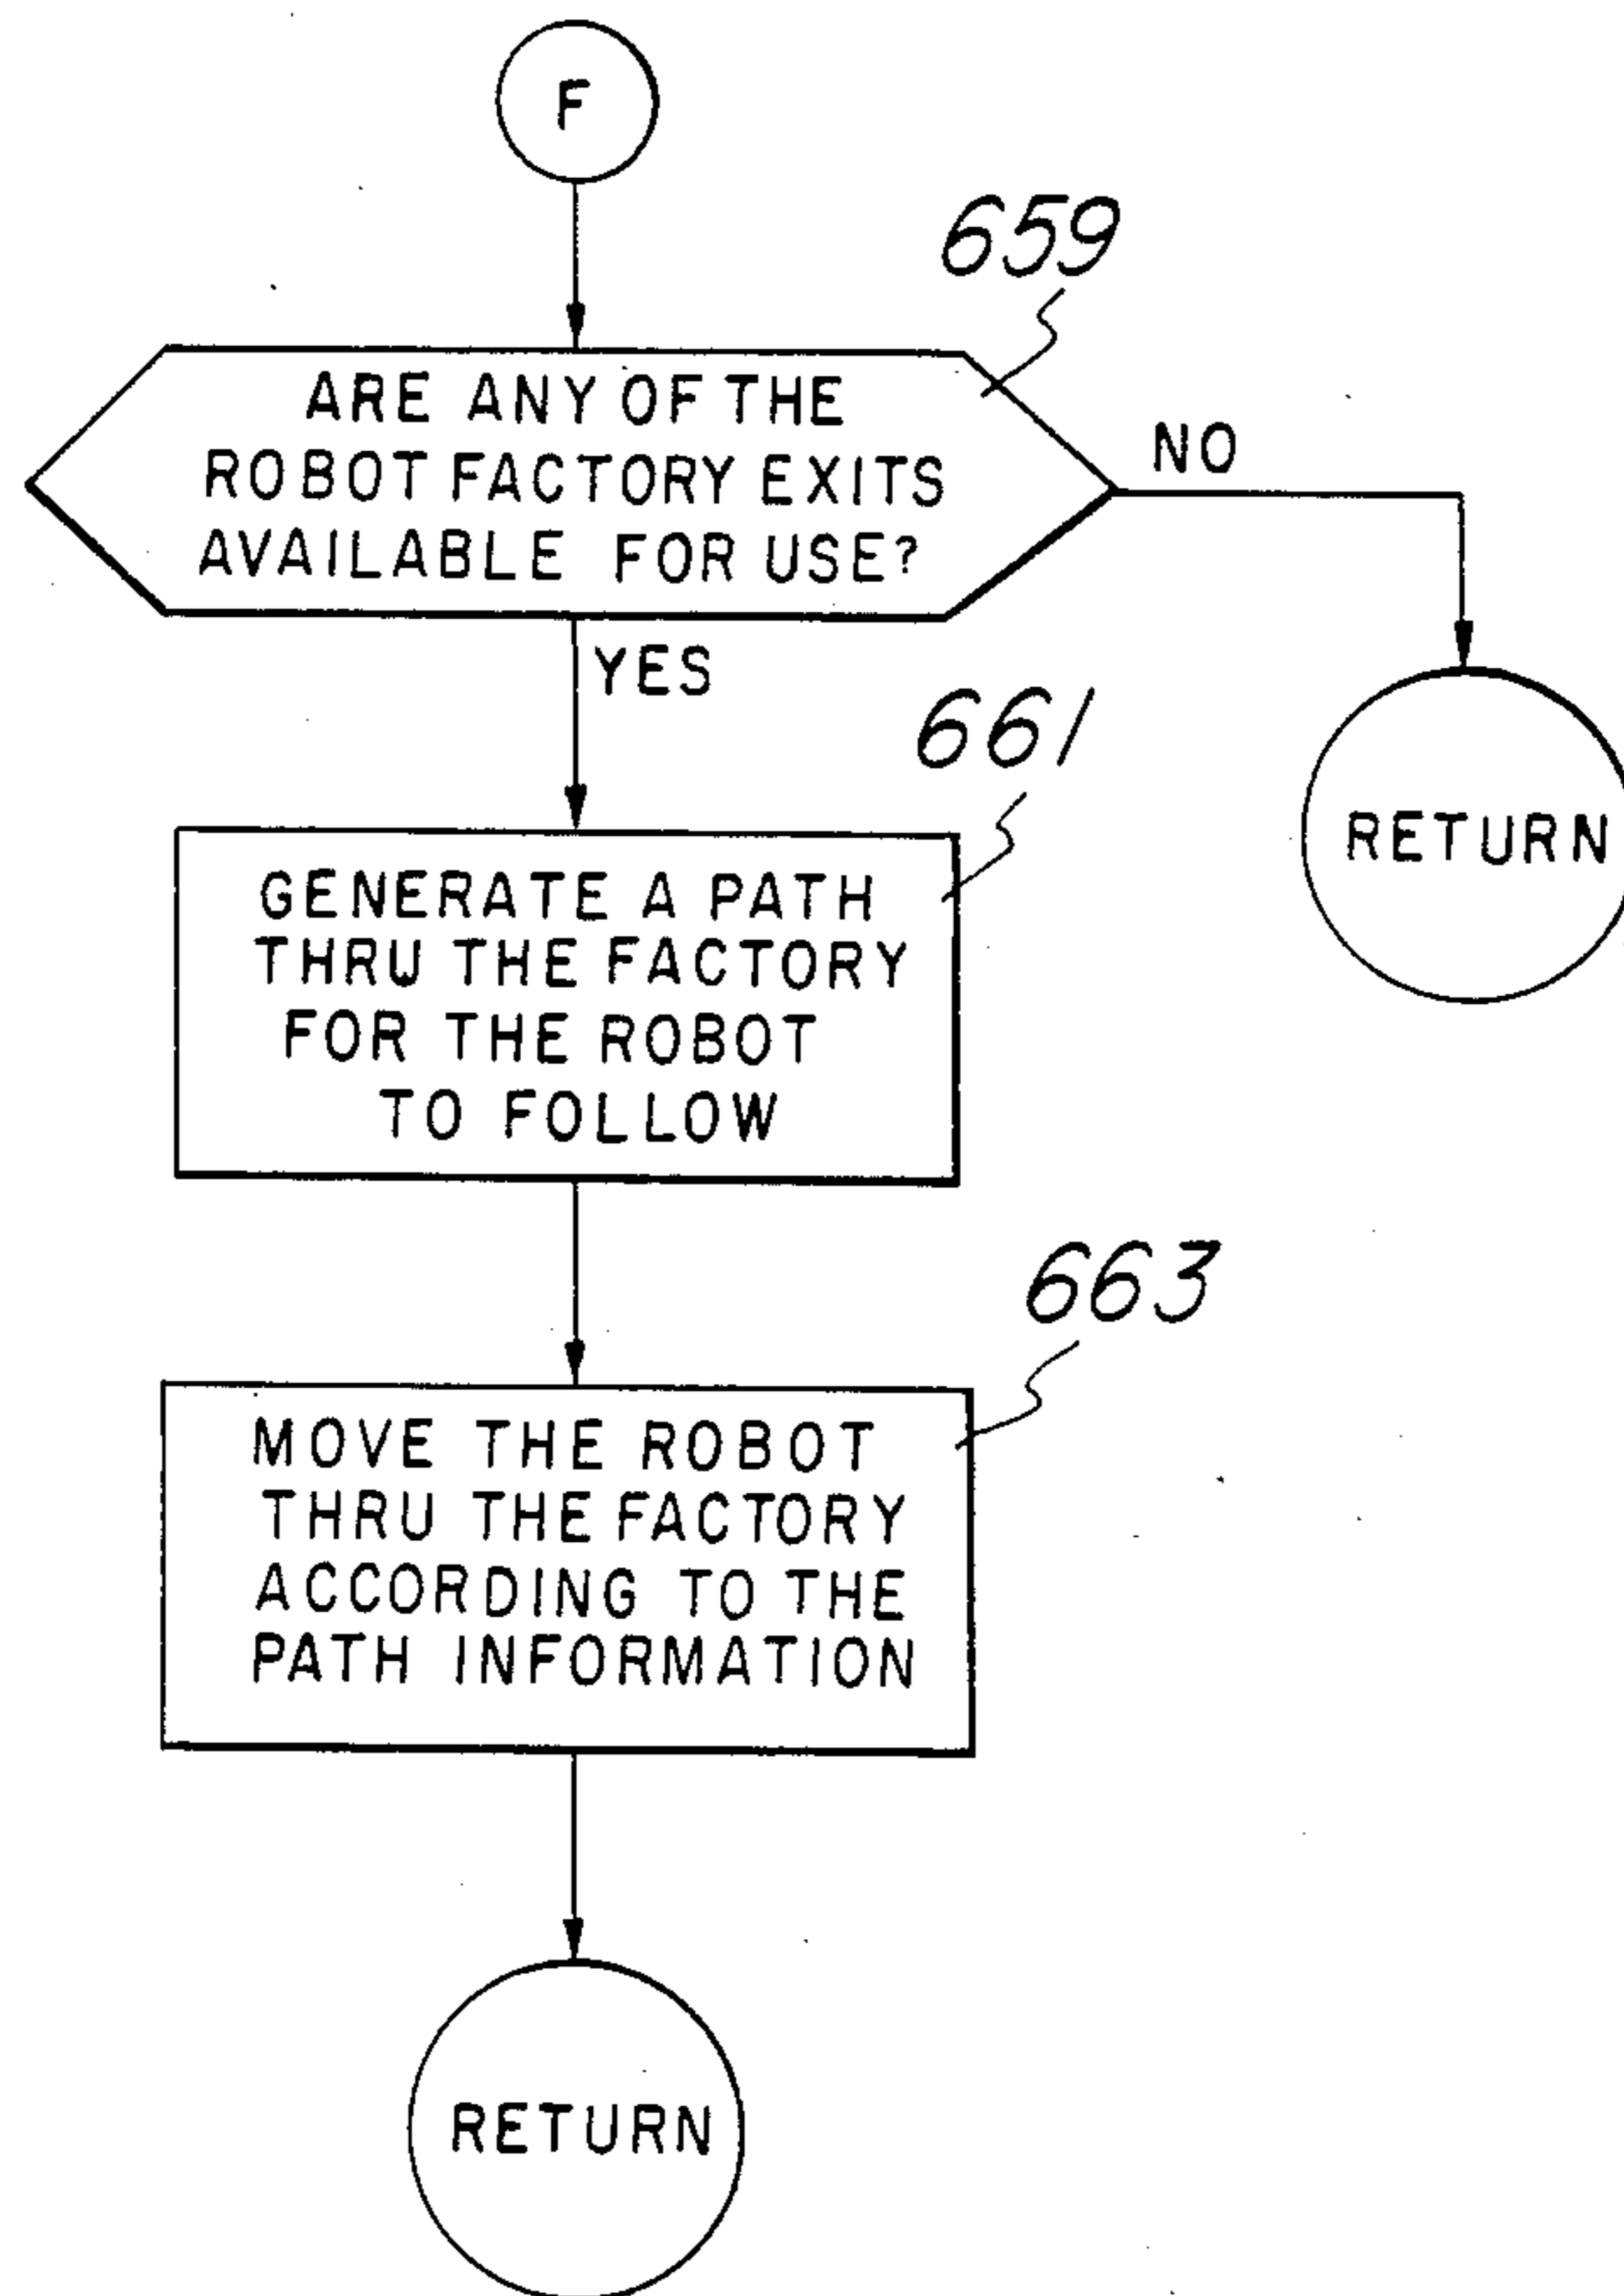 F
659
ARE ANY OF THE
ROBOT FACTORY EXITS
AVAILABLE FOR USE?
NO
YES
RETURN
661
GENERATE A PATH
THRU THE FACTORY
FOR THE ROBOT
TO FOLLOW
663
MOVE THE ROBOT
THRU THE FACTORY
ACCORDING TO THE
PATH INFORMATION
RETURN